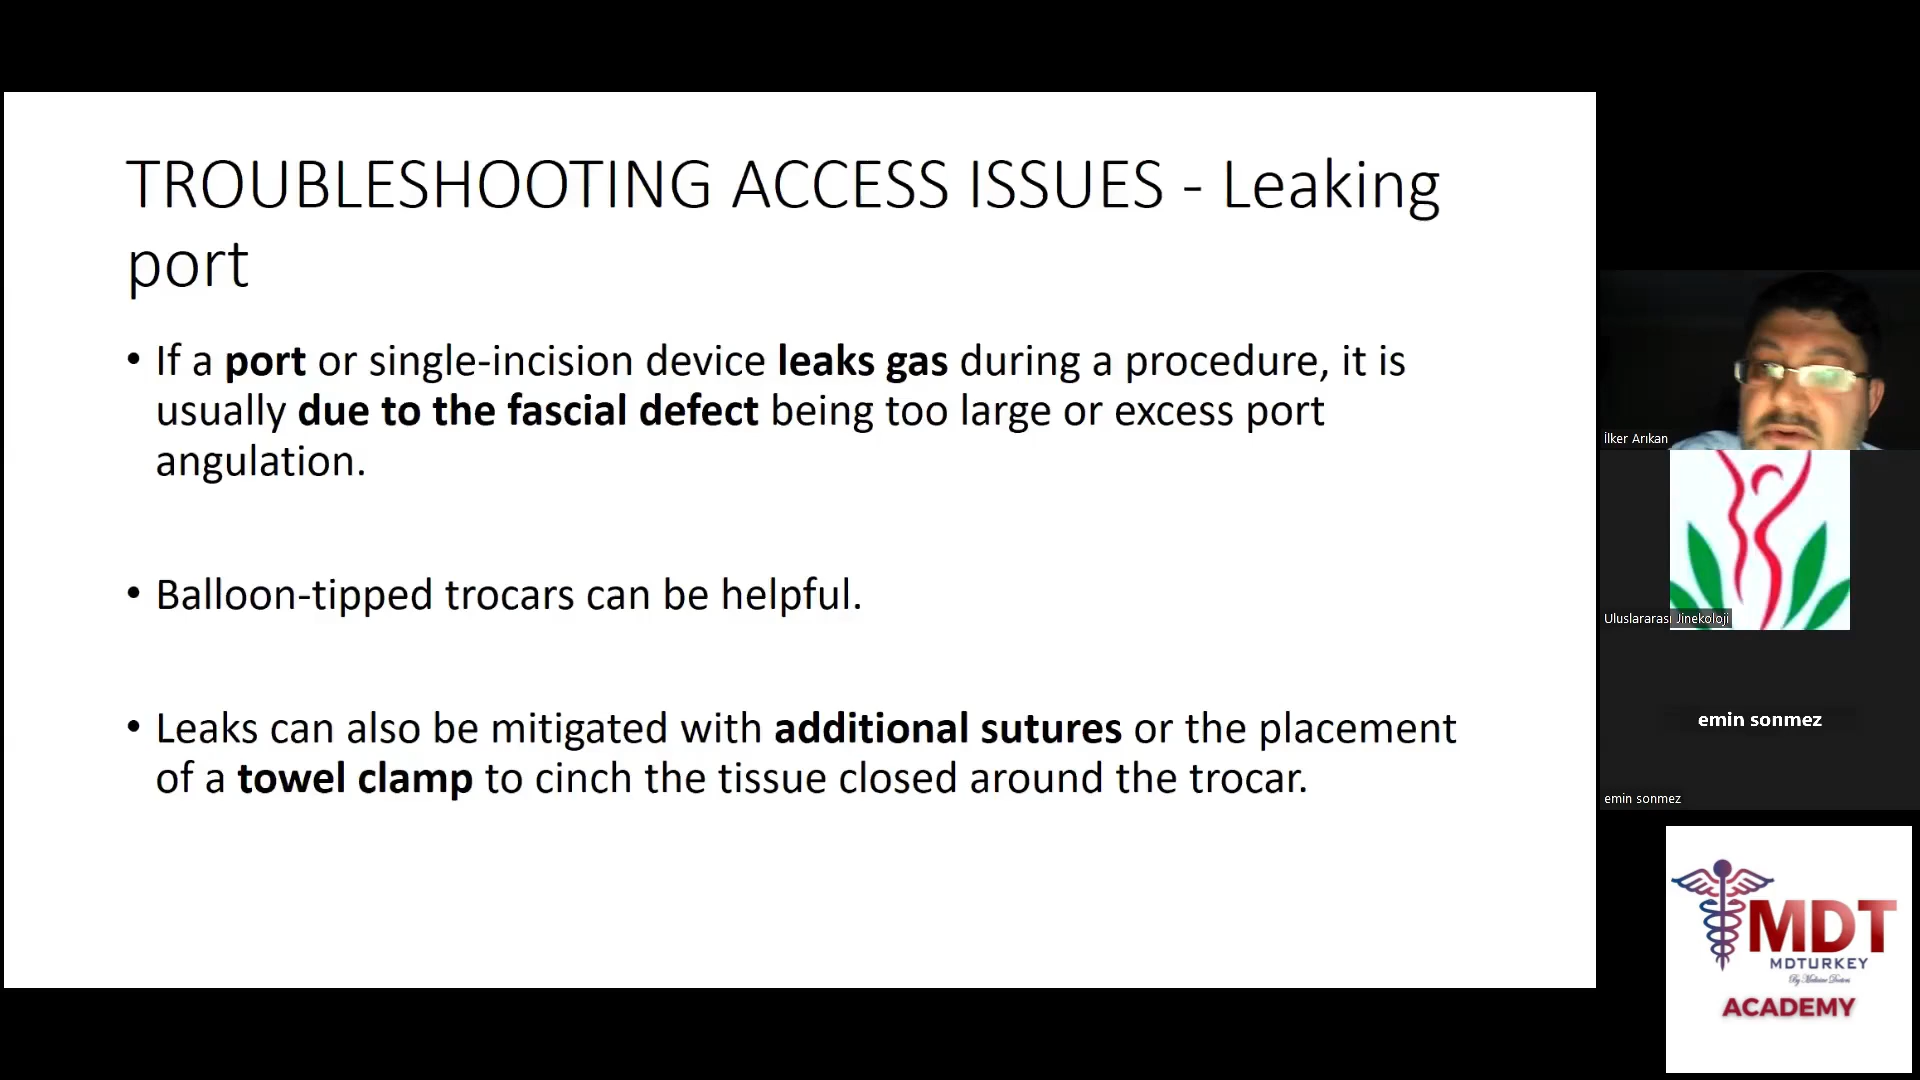 TROUBLESHOOTING ACCESS ISSUES - Leaking
port
• If a port or single-incision device leaks gas during a procedure, it is
usually due to the fascial defect being too large or excess port
angulation.
• Balloon-tipped trocars can be helpful.
• Leaks can also be mitigated with additional sutures or the placement
of a towel clamp to cinch the tissue closed around the trocar.
İlker Arıkan
Uluslararası Jinekoloji
emin sonmez
emin sonmez
MDT
MDTURKEY
By Medicine Doctors
ACADEMY